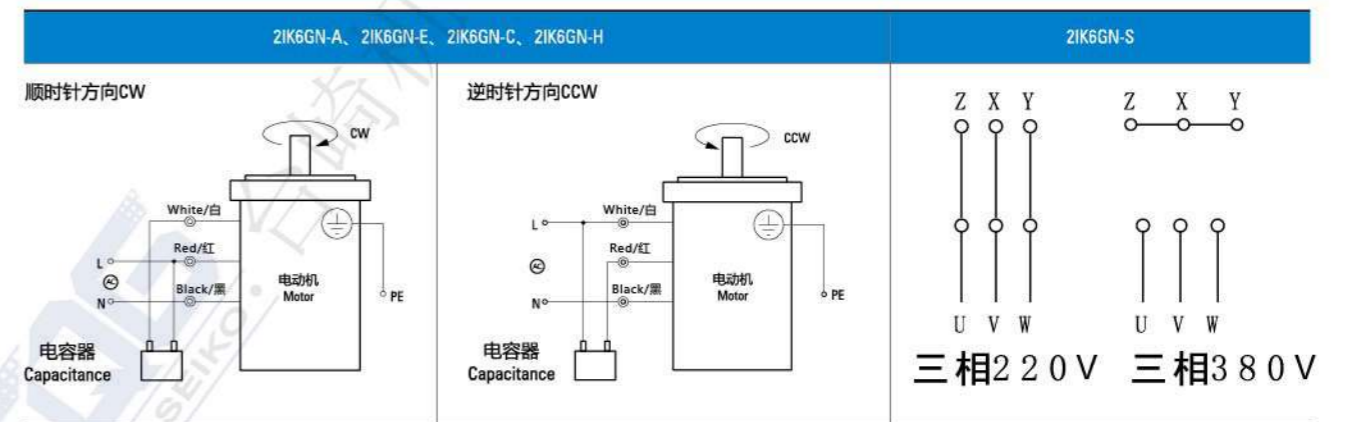 2IK6GN-A、2IK6GN-E、2IK6GN-C、2IK6GN-H
2IK6GN-S
顺时针方向CW
CW
White/白
Red/红
L
AC
Black/黑
N
电动机
Motor
PE
电容器
Capacitance
逆时针方向CCW
CCW
White/白
L
Red/红
AC
Black/黑
N
电动机
Motor
PE
电容器
Capacitance
Z X Y
U V W
三相220V
Z X Y
U V W
三相380V
SEIKO